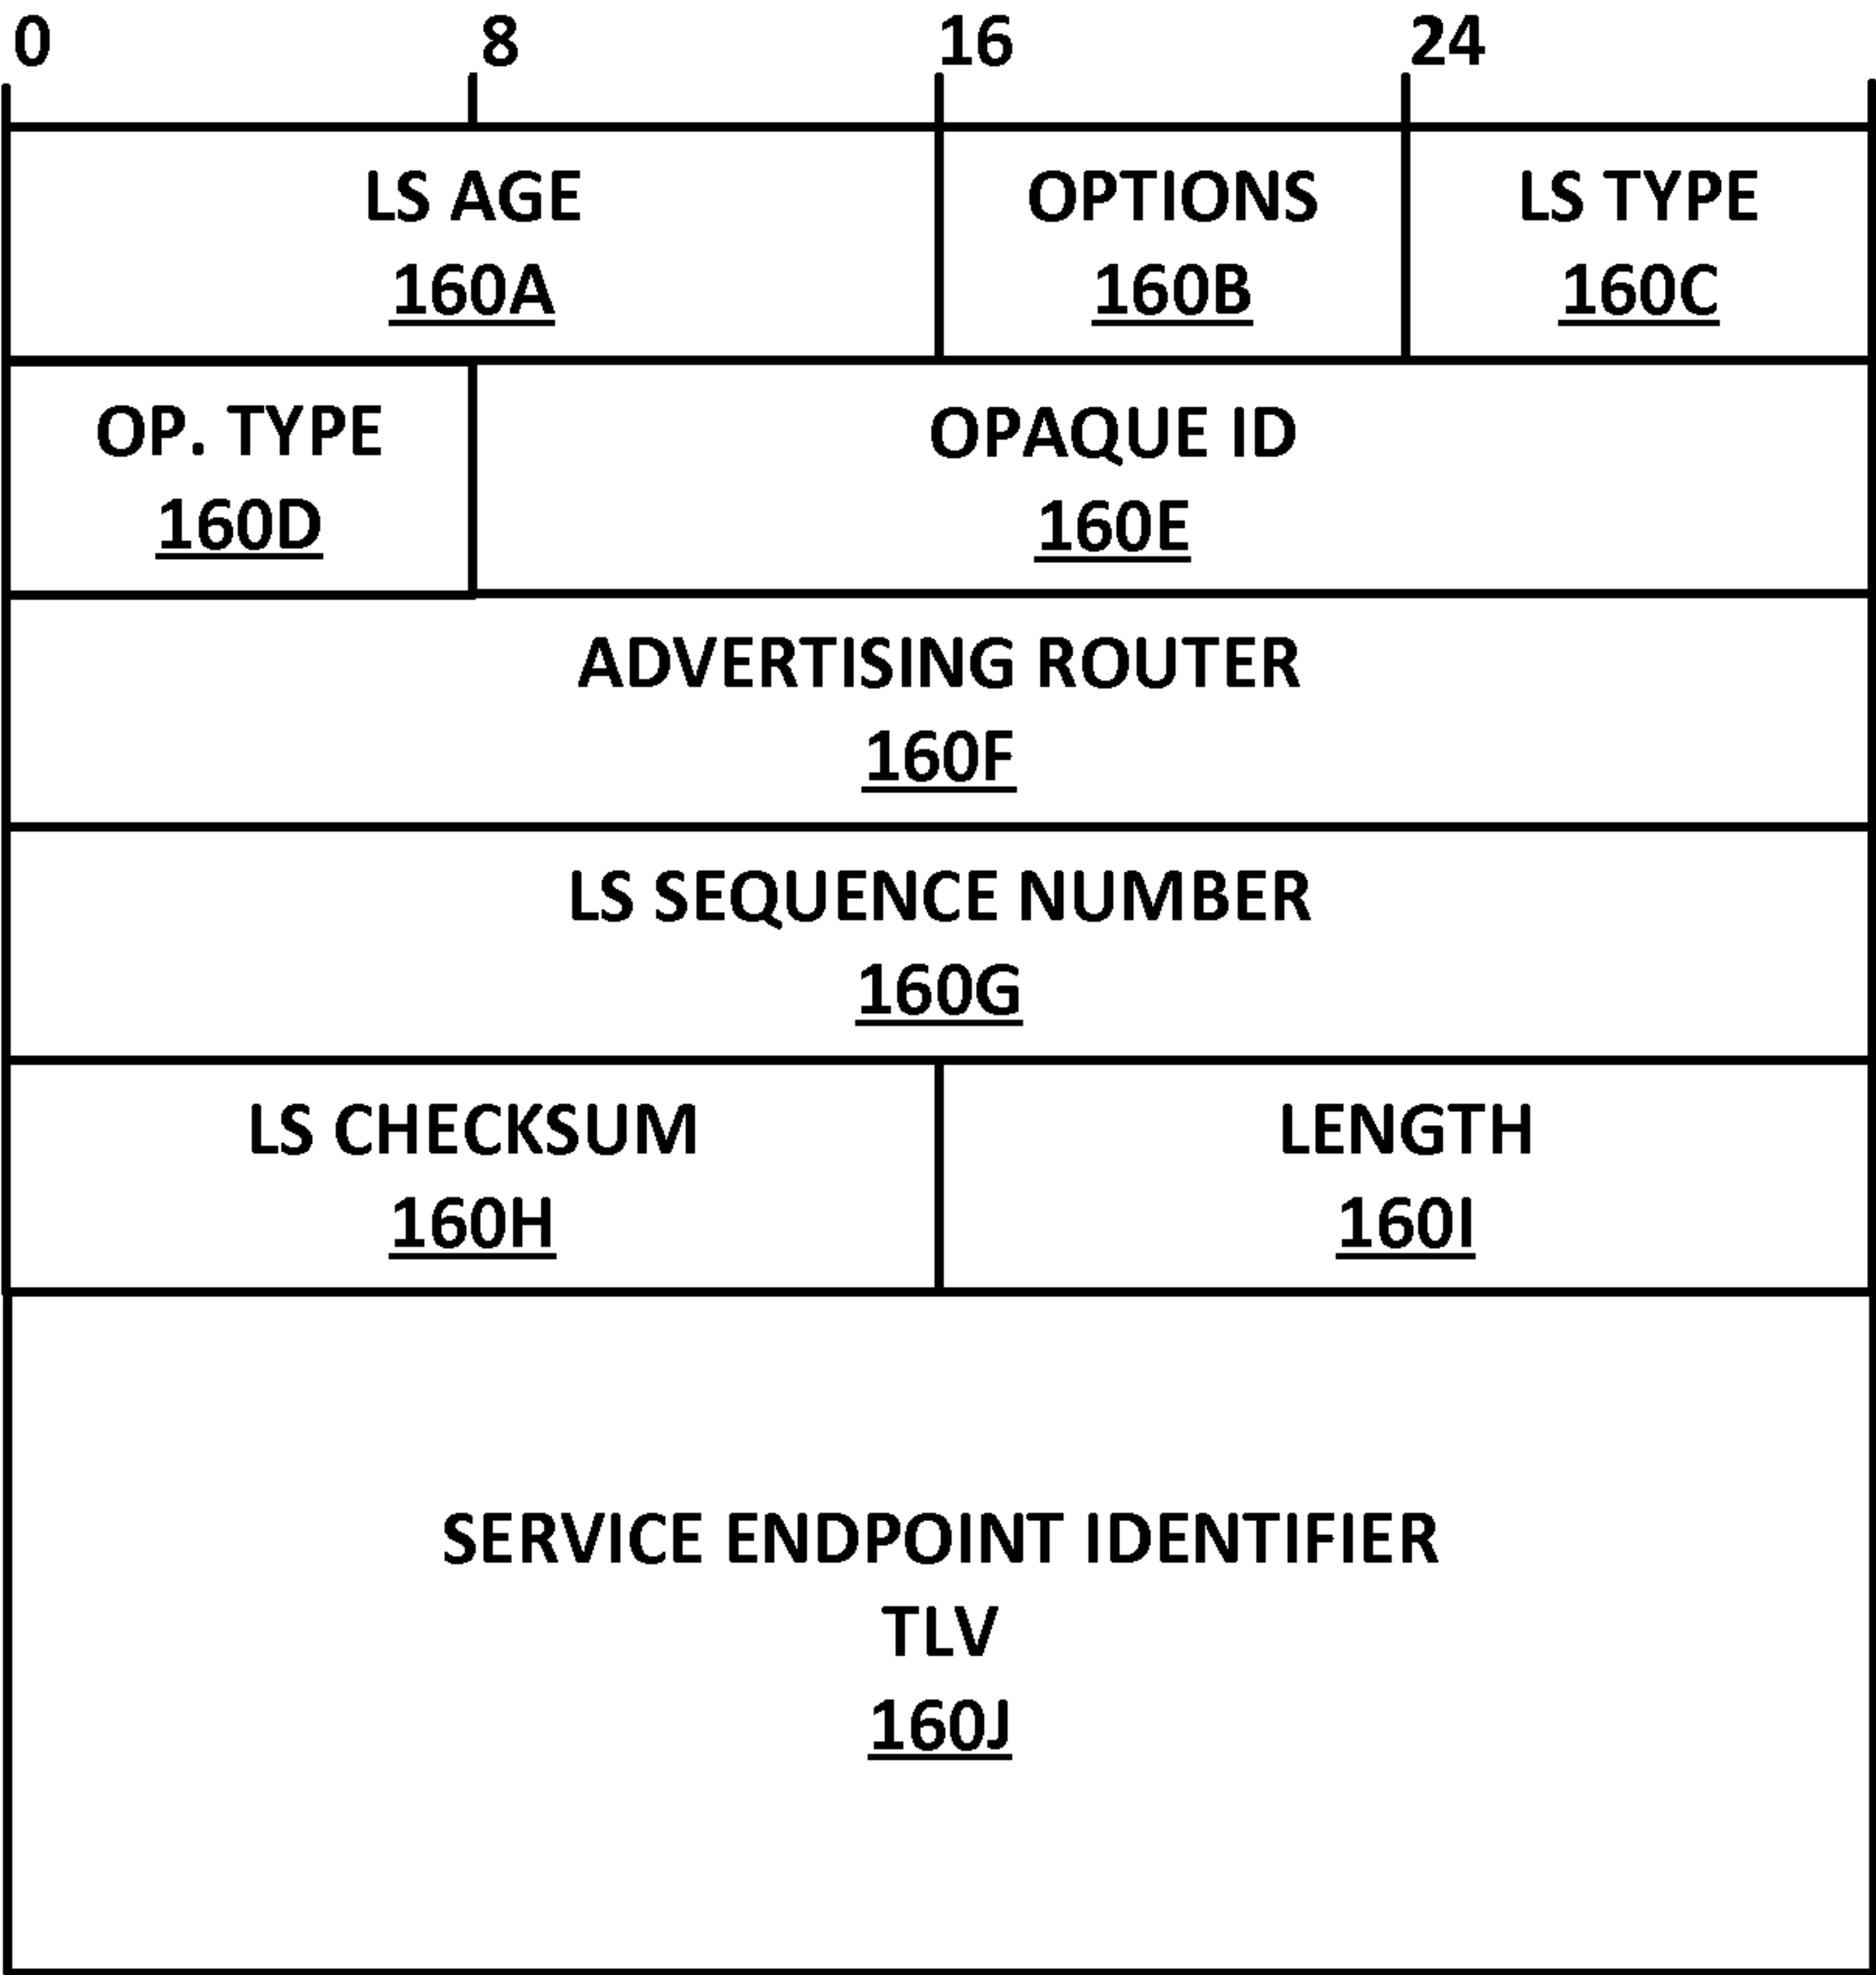 0 8 16 24
LS AGE OPTIONS LS TYPE
160A 160B 160C
OP. TYPE OPAQUE ID
160D 160E
ADVERTISING ROUTER
160F
LS SEQUENCE NUMBER
160G
LS CHECKSUM LENGTH
160H 160I
SERVICE ENDPOINT IDENTIFIER
TLV
160J